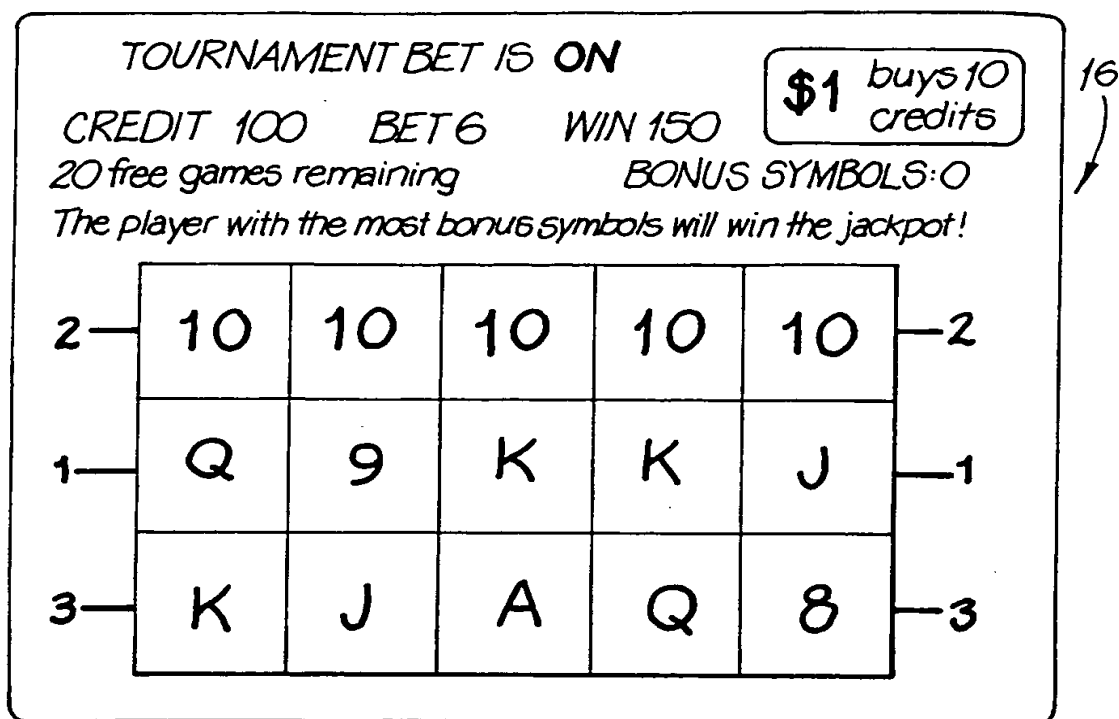 TOURNAMENT BET IS ON
$1 buys 10
credits
16
CREDIT 100 BET 6 WIN 150
20 free games remaining BONUS SYMBOLS:0
The player with the most bonus symbols will win the jackpot!
2 10 10 10 10 10 2
1 Q 9 K K J 1
3 K J A Q 8 3